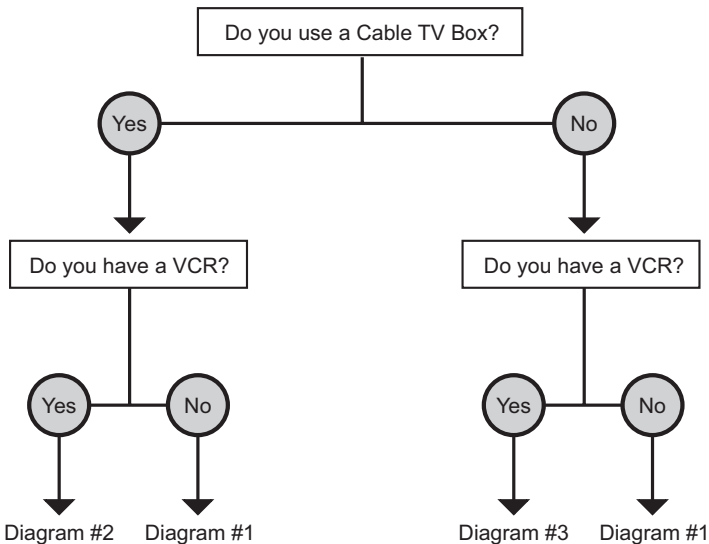 Do you use a Cable TV Box?
Yes
No
Do you have a VCR?
Do you have a VCR?
Yes
No
Yes
No
Diagram #2
Diagram #1
Diagram #3
Diagram #1